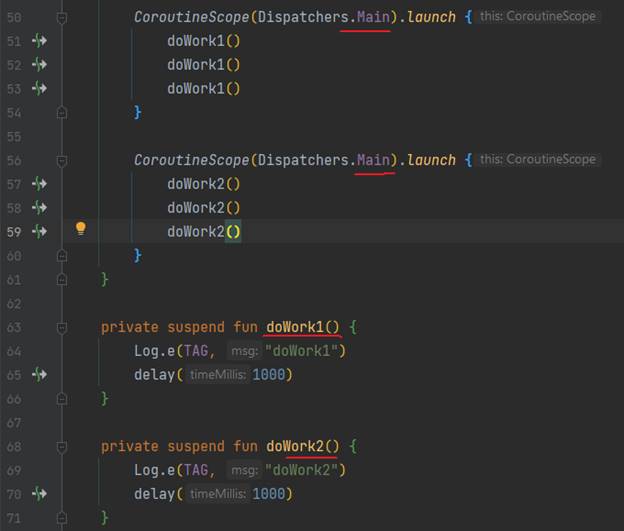 50 CoroutineScope(Dispatchers.Main).launch { this: CoroutineScope
51 doWork1()
52 doWork1()
53 doWork1()
54 }
55
56 CoroutineScope(Dispatchers.Main).launch { this: CoroutineScope
57 doWork2()
58 doWork2()
59 doWork2()
60 }
61 }
62
63 private suspend fun doWork1() {
64 Log.e(TAG, msg: "doWork1")
65 delay( timeMillis: 1000)
66 }
67
68 private suspend fun doWork2() {
69 Log.e(TAG, msg: "doWork2")
70 delay( timeMillis: 1000)
71 }